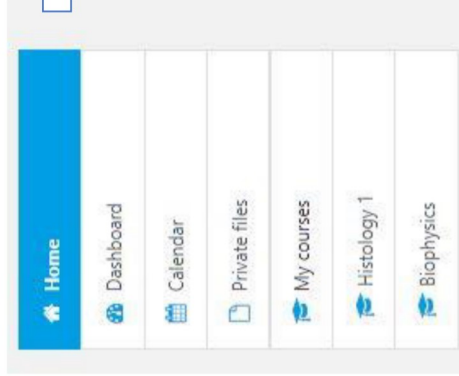 Home
Dashboard
Calendar
Private files
My courses
Histology 1
Biophysics